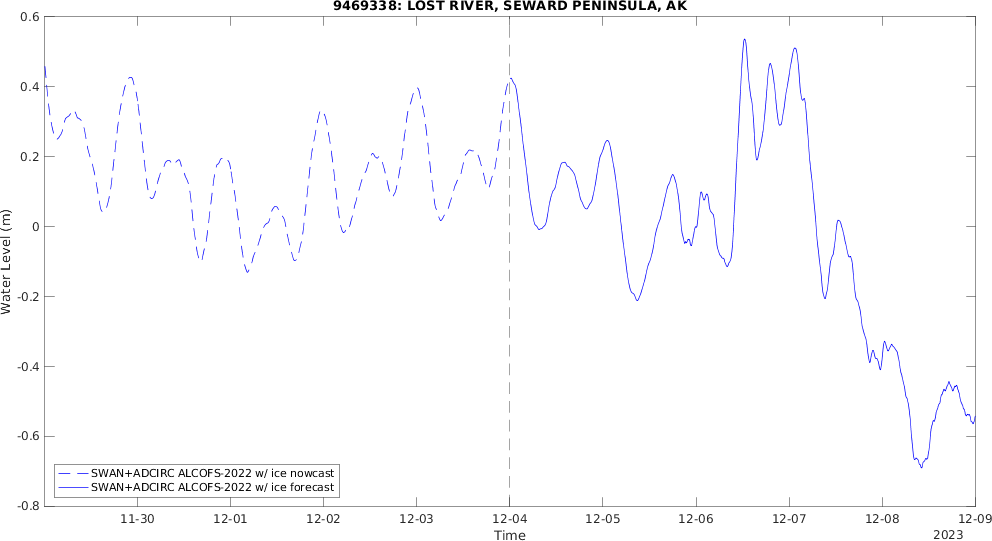 9469338: LOST RIVER, SEWARD PENINSULA, AK
Water Level (m)
0.6
0.4
0.2
0
-0.2
-0.4
-0.6
-0.8
SWAN+ADCIRC ALCOFS-2022 w/ ice nowcast
SWAN+ADCIRC ALCOFS-2022 w/ ice forecast
11-30 12-01 12-02 12-03 12-04 12-05 12-06 12-07 12-08 12-09
Time
2023